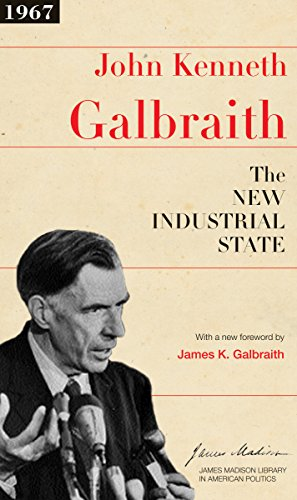 1967
John Kenneth
Galbraith
The
NEW
INDUSTRIAL
STATE
With a new foreword by
James K. Galbraith
James Madison
JAMES MADISON LIBRARY
IN AMERICAN POLITICS